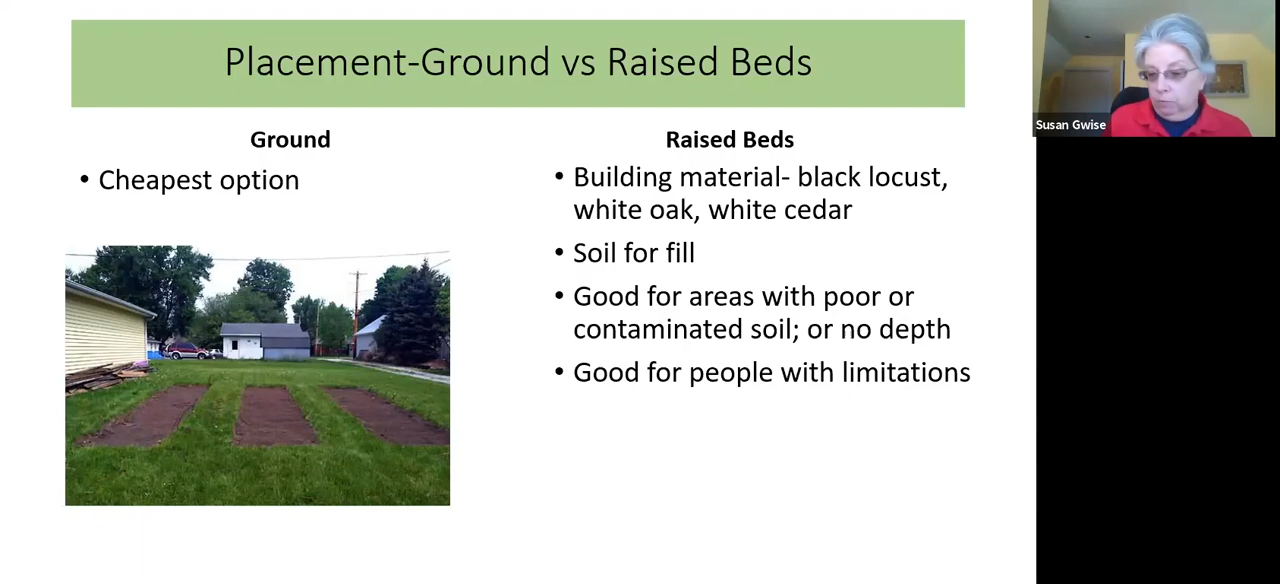 Placement-Ground vs Raised Beds
Susan Gwise
Ground
• Cheapest option
Raised Beds
• Building material- black locust,
white oak, white cedar
• Soil for fill
• Good for areas with poor or
contaminated soil; or no depth
• Good for people with limitations